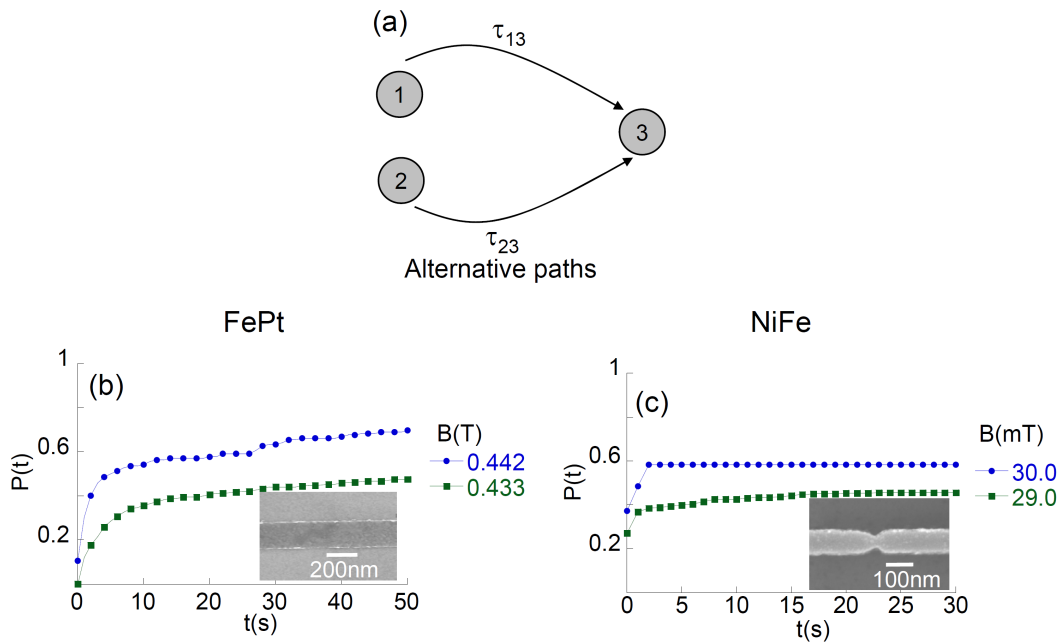 (a)
τ13
1
3
2
τ23
Alternative paths
FePt
NiFe
1
(b)
0.6
0.2
P(t)
B(T)
0.442
0.433
200nm
0 10 20 30 40 50
t(s)
1
(c)
0.6
0.2
P(t)
B(mT)
30.0
29.0
100nm
0 5 10 15 20 25 30
t(s)